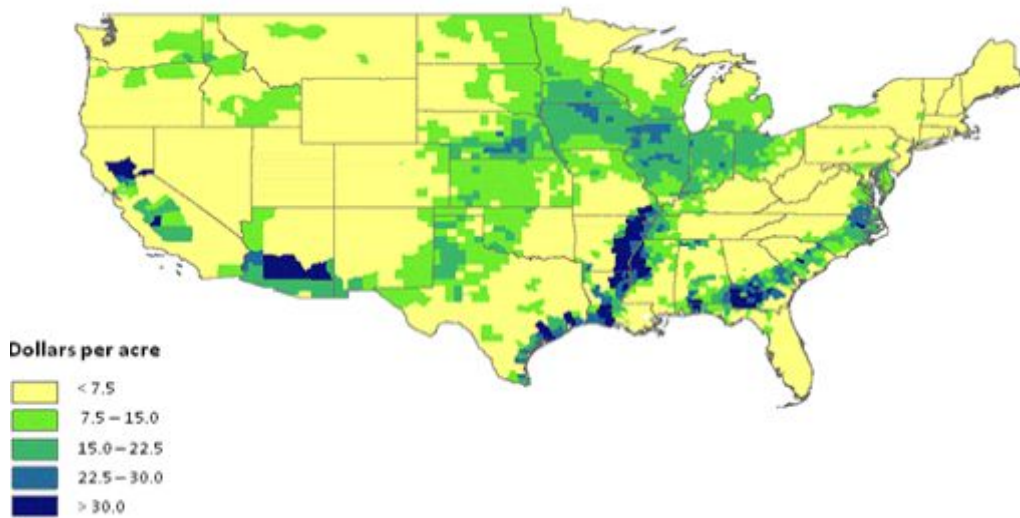 Dollars per acre
< 7.5
7.5 – 15.0
15.0 – 22.5
22.5 – 30.0
> 30.0